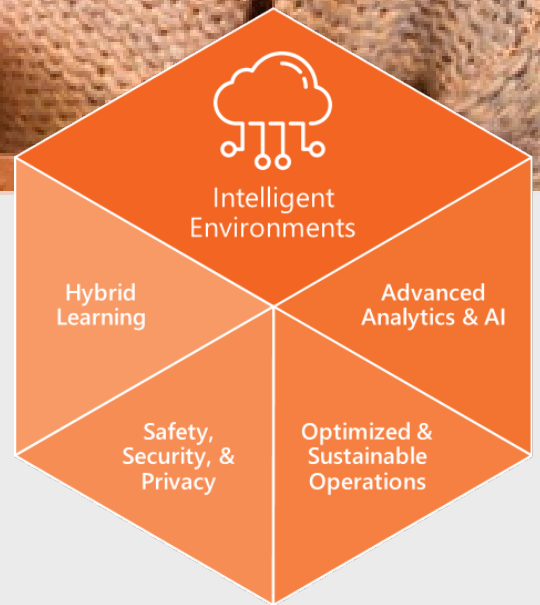 Intelligent
Environments
Hybrid
Learning
Advanced
Analytics & AI
Safety,
Security, &
Privacy
Optimized &
Sustainable
Operations